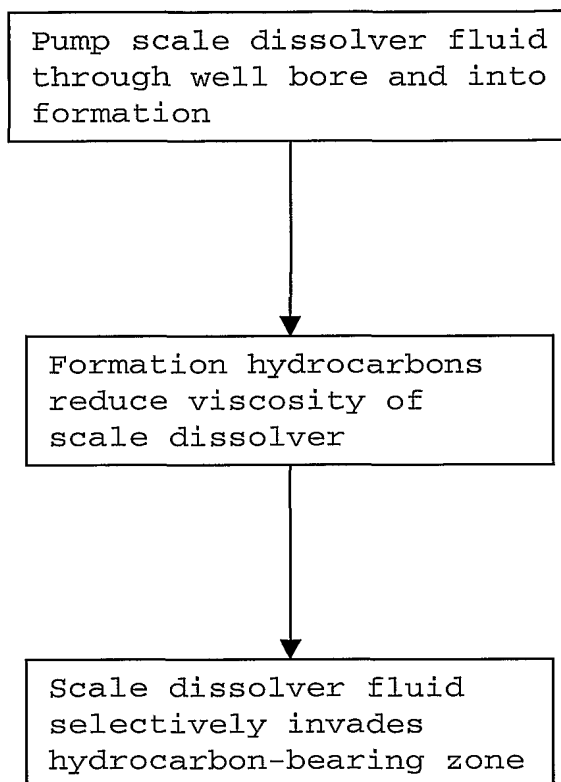 Pump scale dissolver fluid
through well bore and into
formation
Formation hydrocarbons
reduce viscosity of
scale dissolver
Scale dissolver fluid
selectively invades
hydrocarbon-bearing zone